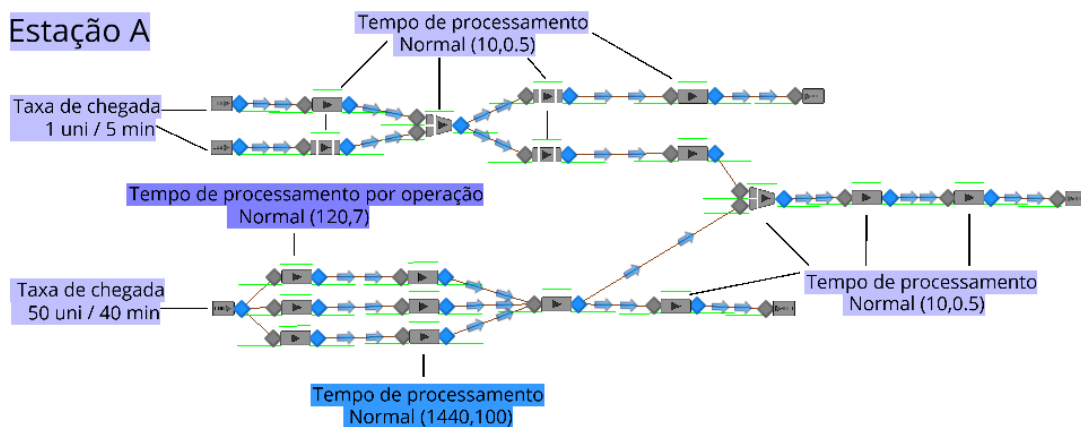 Estação A
Tempo de processamento
Normal (10,0.5)
Taxa de chegada
1 uni / 5 min
Tempo de processamento por operação
Normal (120,7)
Taxa de chegada
50 uni / 40 min
Tempo de processamento
Normal (10,0.5)
Tempo de processamento
Normal (1440,100)